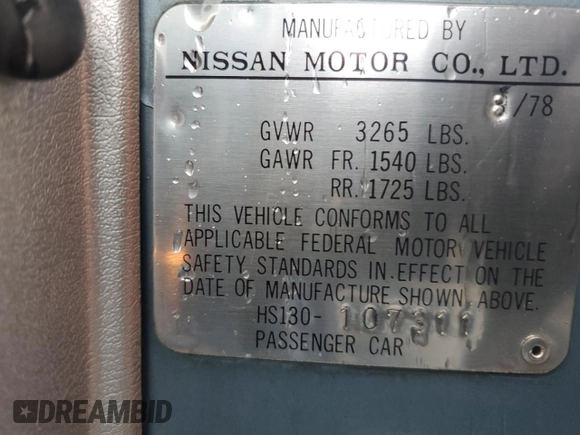 MANUFACTURED BY
NISSAN MOTOR CO., LTD.
8/78
GVWR 3265 LBS.
GAWR FR. 1540 LBS.
RR. 1725 LBS.
THIS VEHICLE CONFORMS TO ALL
APPLICABLE FEDERAL MOTOR VEHICLE
SAFETY STANDARDS IN EFFECT ON THE
DATE OF MANUFACTURE SHOWN ABOVE.
HS130-107311
PASSENGER CAR
DREAMBID